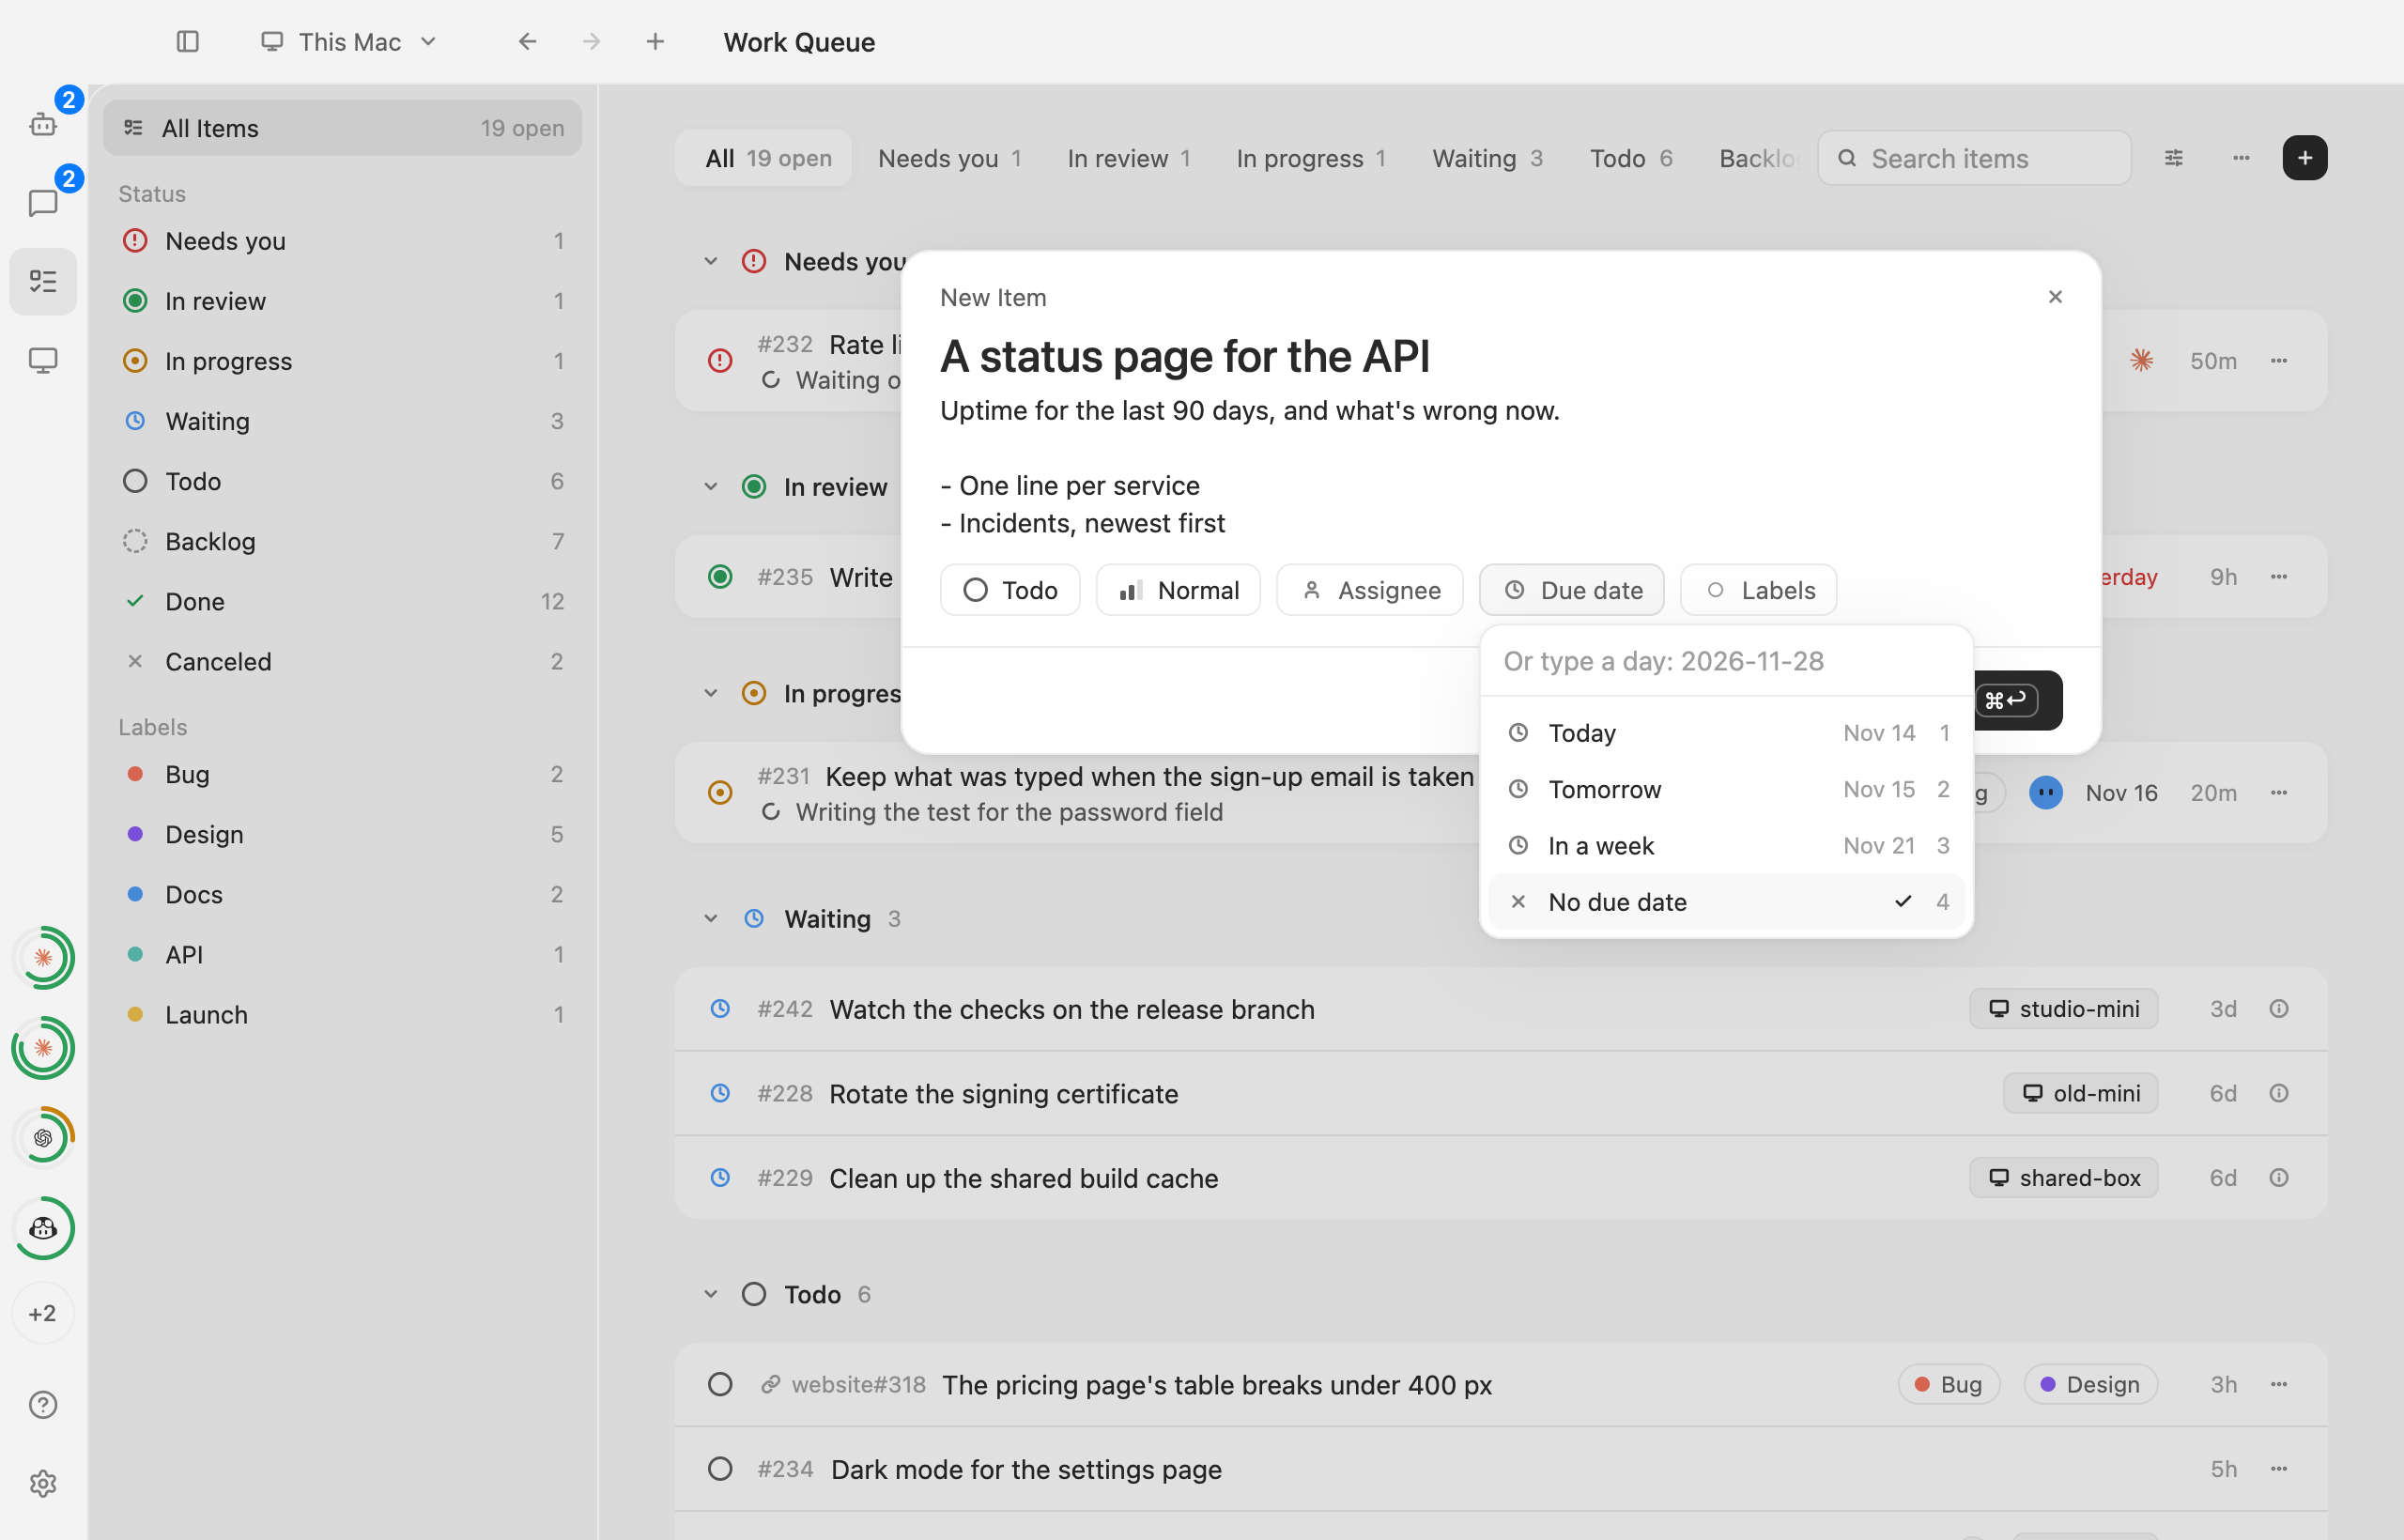 This Mac
Work Queue
2
2
All Items 19 open
Status
Needs you 1
In review 1
In progress 1
Waiting 3
Todo 6
Backlog 7
Done 12
Canceled 2
Labels
Bug 2
Design 5
Docs 2
API 1
Launch 1
+2
All 19 open Needs you 1 In review 1 In progress 1 Waiting 3 Todo 6 Backlo
Search items
Needs you
#232 Rate li
Waiting o
50m
In review
#235 Write
erday 9h
In progres
#231 Keep what was typed when the sign-up email is taken
Writing the test for the password field
g Nov 16 20m
New Item
A status page for the API
Uptime for the last 90 days, and what's wrong now.
- One line per service
- Incidents, newest first
Todo Normal Assignee Due date Labels
⌘↩
Or type a day: 2026-11-28
Today Nov 14 1
Tomorrow Nov 15 2
In a week Nov 21 3
No due date 4
Waiting 3
#242 Watch the checks on the release branch studio-mini 3d
#228 Rotate the signing certificate old-mini 6d
#229 Clean up the shared build cache shared-box 6d
Todo 6
website#318 The pricing page's table breaks under 400 px Bug Design 3h
#234 Dark mode for the settings page 5h